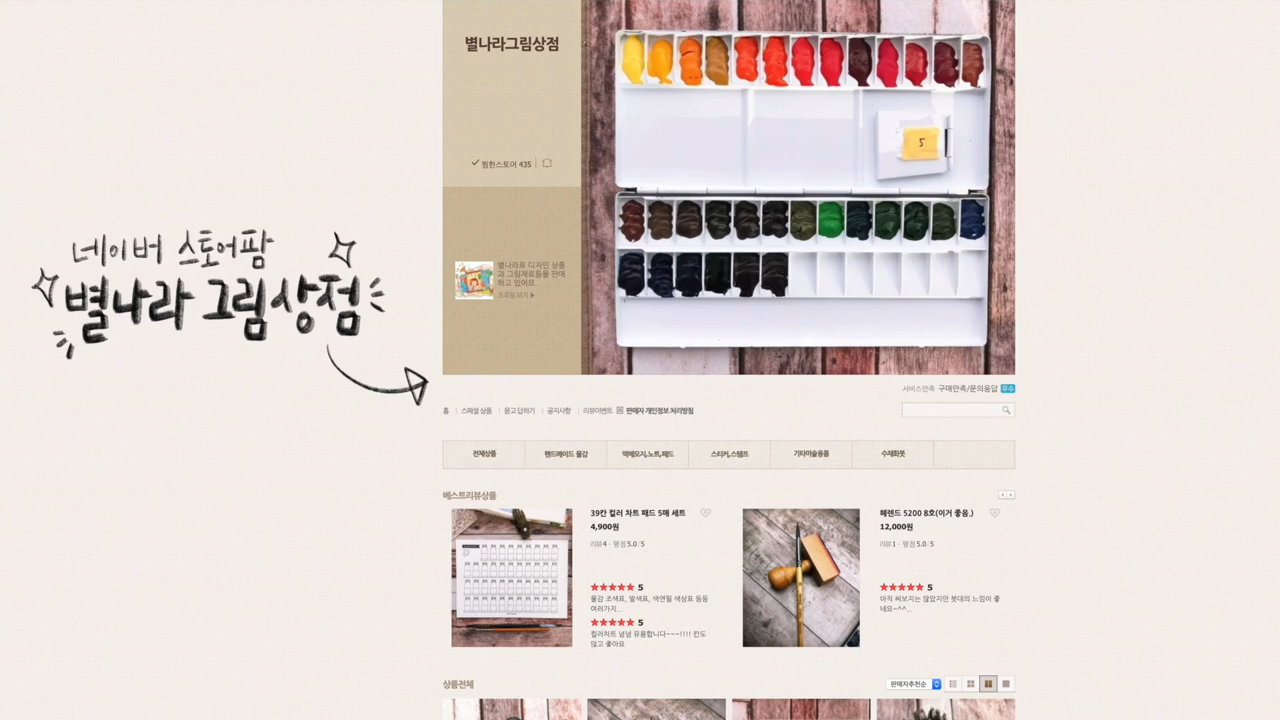 네이버 스토어팜
별나라 그림상점
별나라그림상점
찜한스토어 435
별나라표 디자인 상품
과 그림재료들을 판매
하고 있어요.
프로필 보기 ▶
5
서비스만족 구매만족/문의응답 우수
홈 | 스페셜 상품 | 묻고 답하기 | 공지사항 | 리뷰이벤트 판매자 개인정보 처리방침
전체상품 핸드메이드 물감 떡메모지,노트,패드 스티커,스탬프 기타미술용품 수채화붓
베스트리뷰상품
39칸 컬러 차트 패드 5매 세트
4,900원
리뷰 4 · 평점 5.0 / 5
★★★★★ 5
물감 조색표, 발색표, 색연필 색상표 등등
여러가지...
★★★★★ 5
컬러차트 넘넘 유용합니다~~~!!!! 칸도
많고 좋아요
헤렌드 5200 8호(이거 좋음.)
12,000원
리뷰 1 · 평점 5.0 / 5
★★★★★ 5
아직 써보지는 않았지만 붓대의 느낌이 좋
네요~^^...
상품전체
판매자추천순